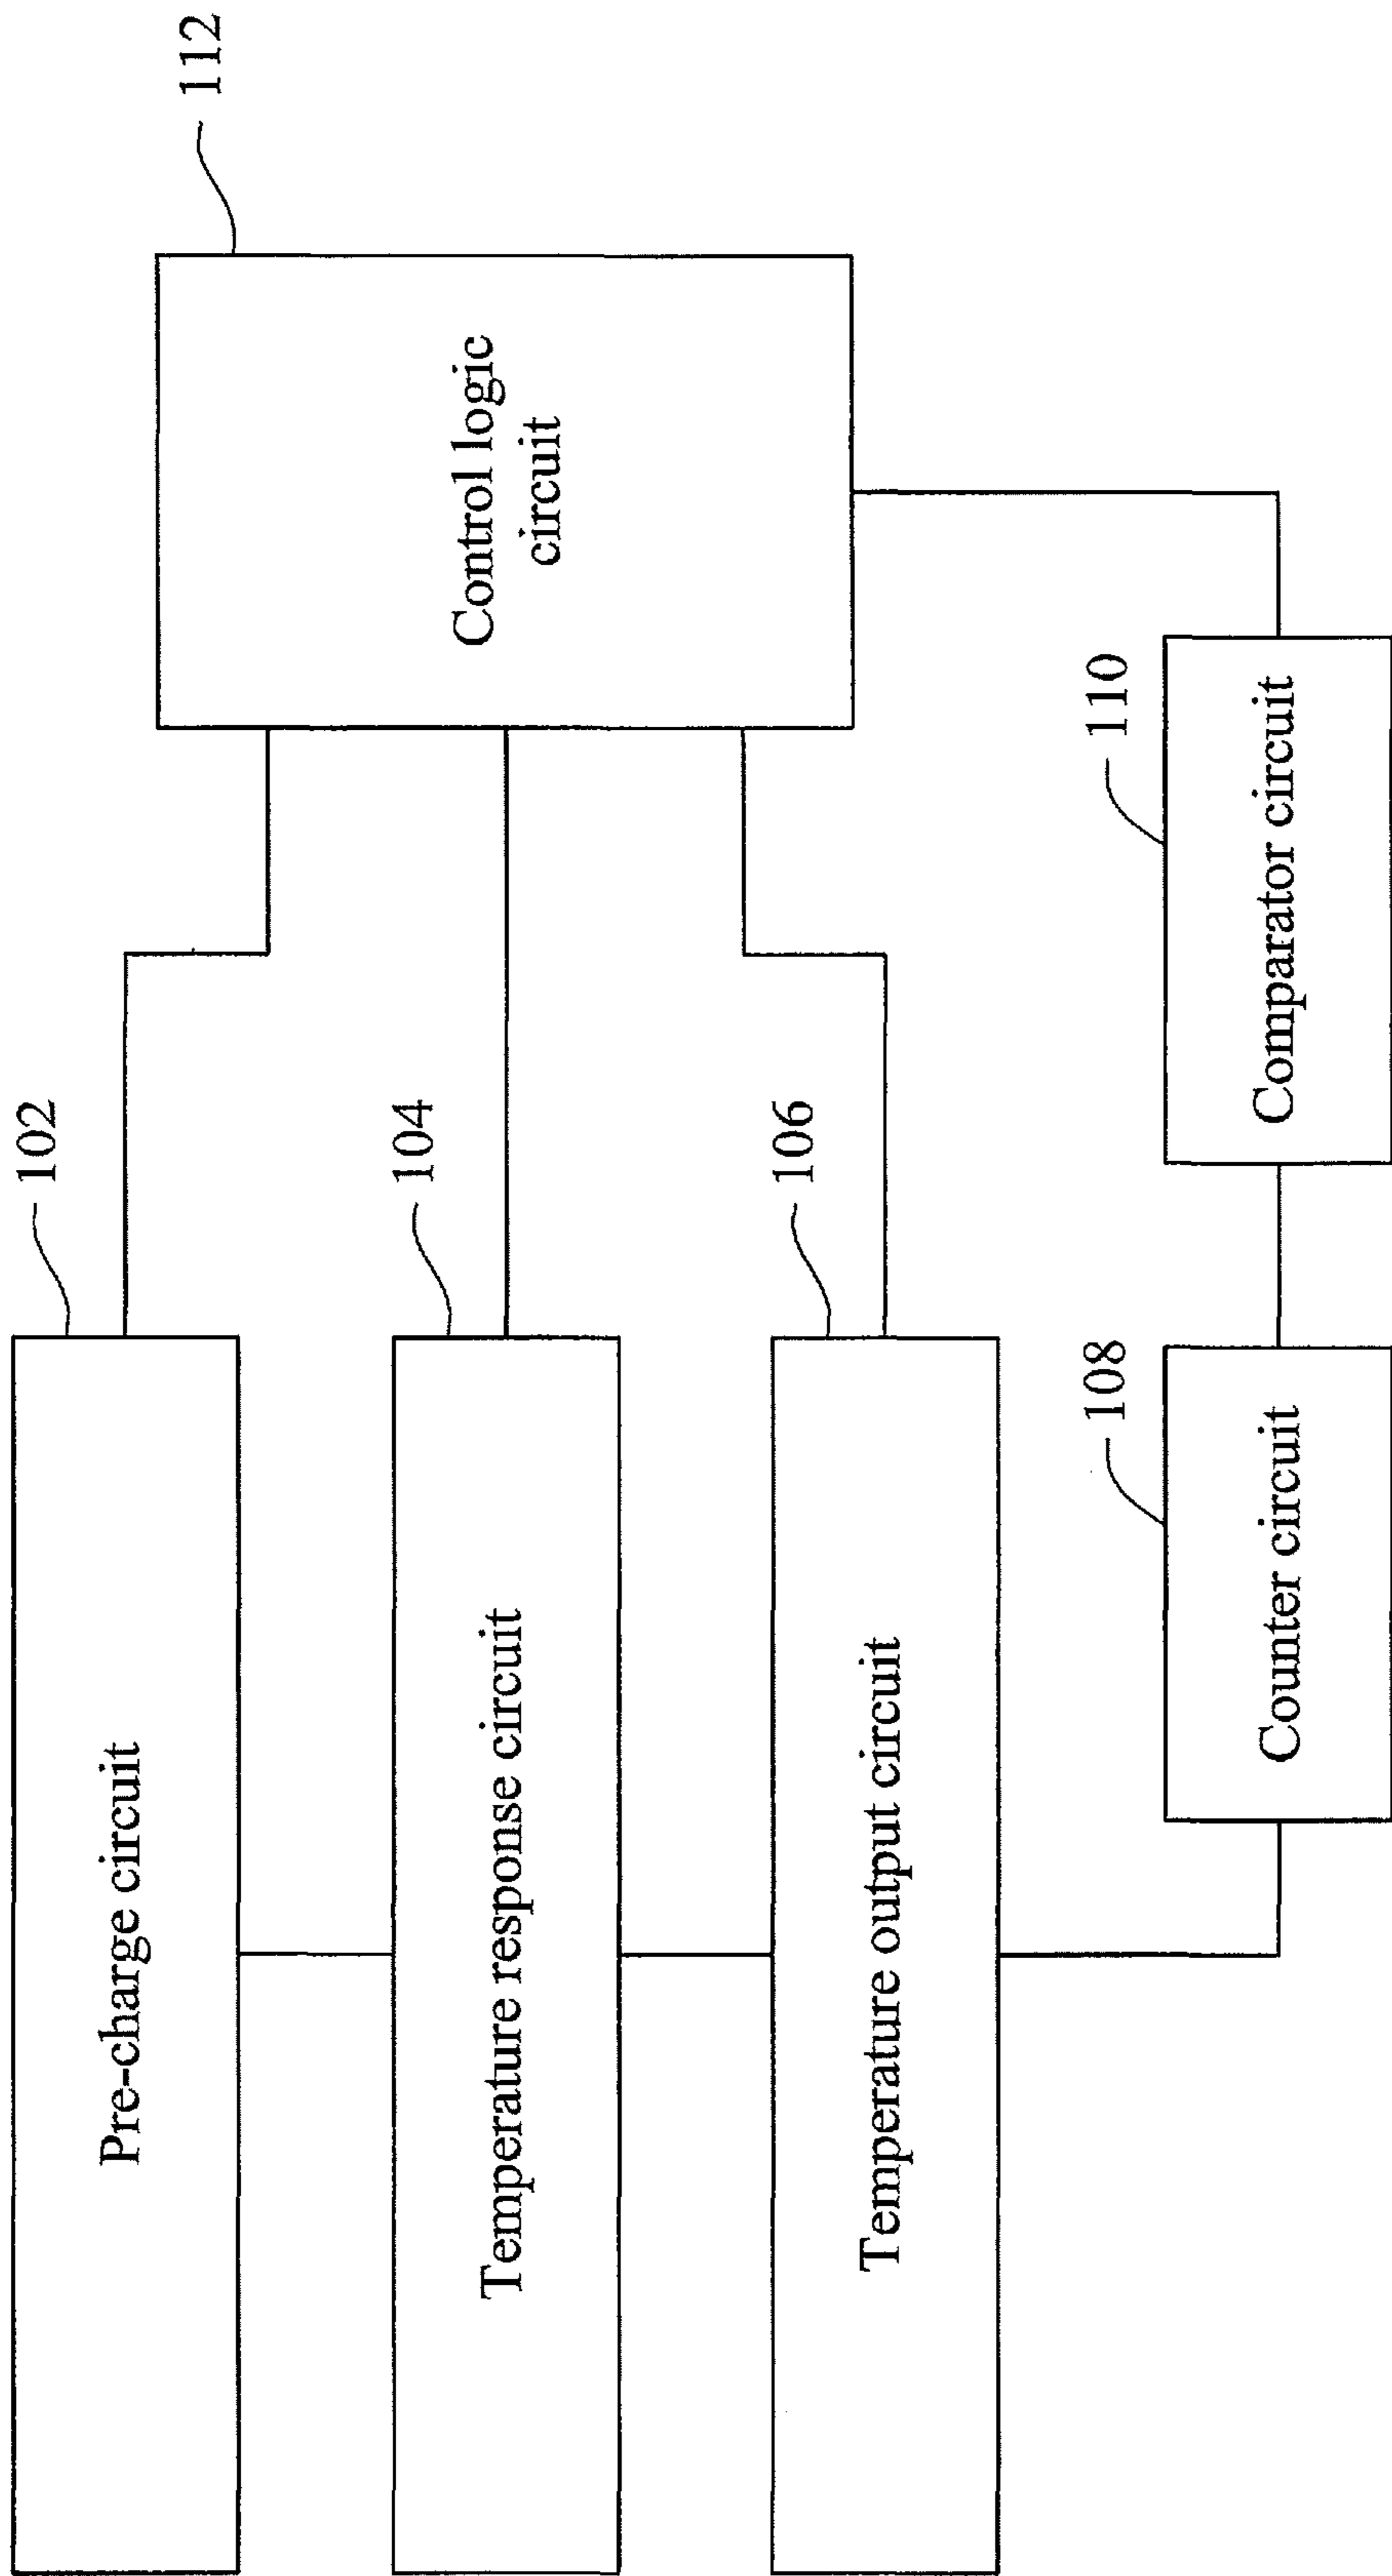 102
Pre-charge circuit
104
Temperature response circuit
106
Temperature output circuit
112
Control logic
circuit
108
Counter circuit
110
Comparator circuit